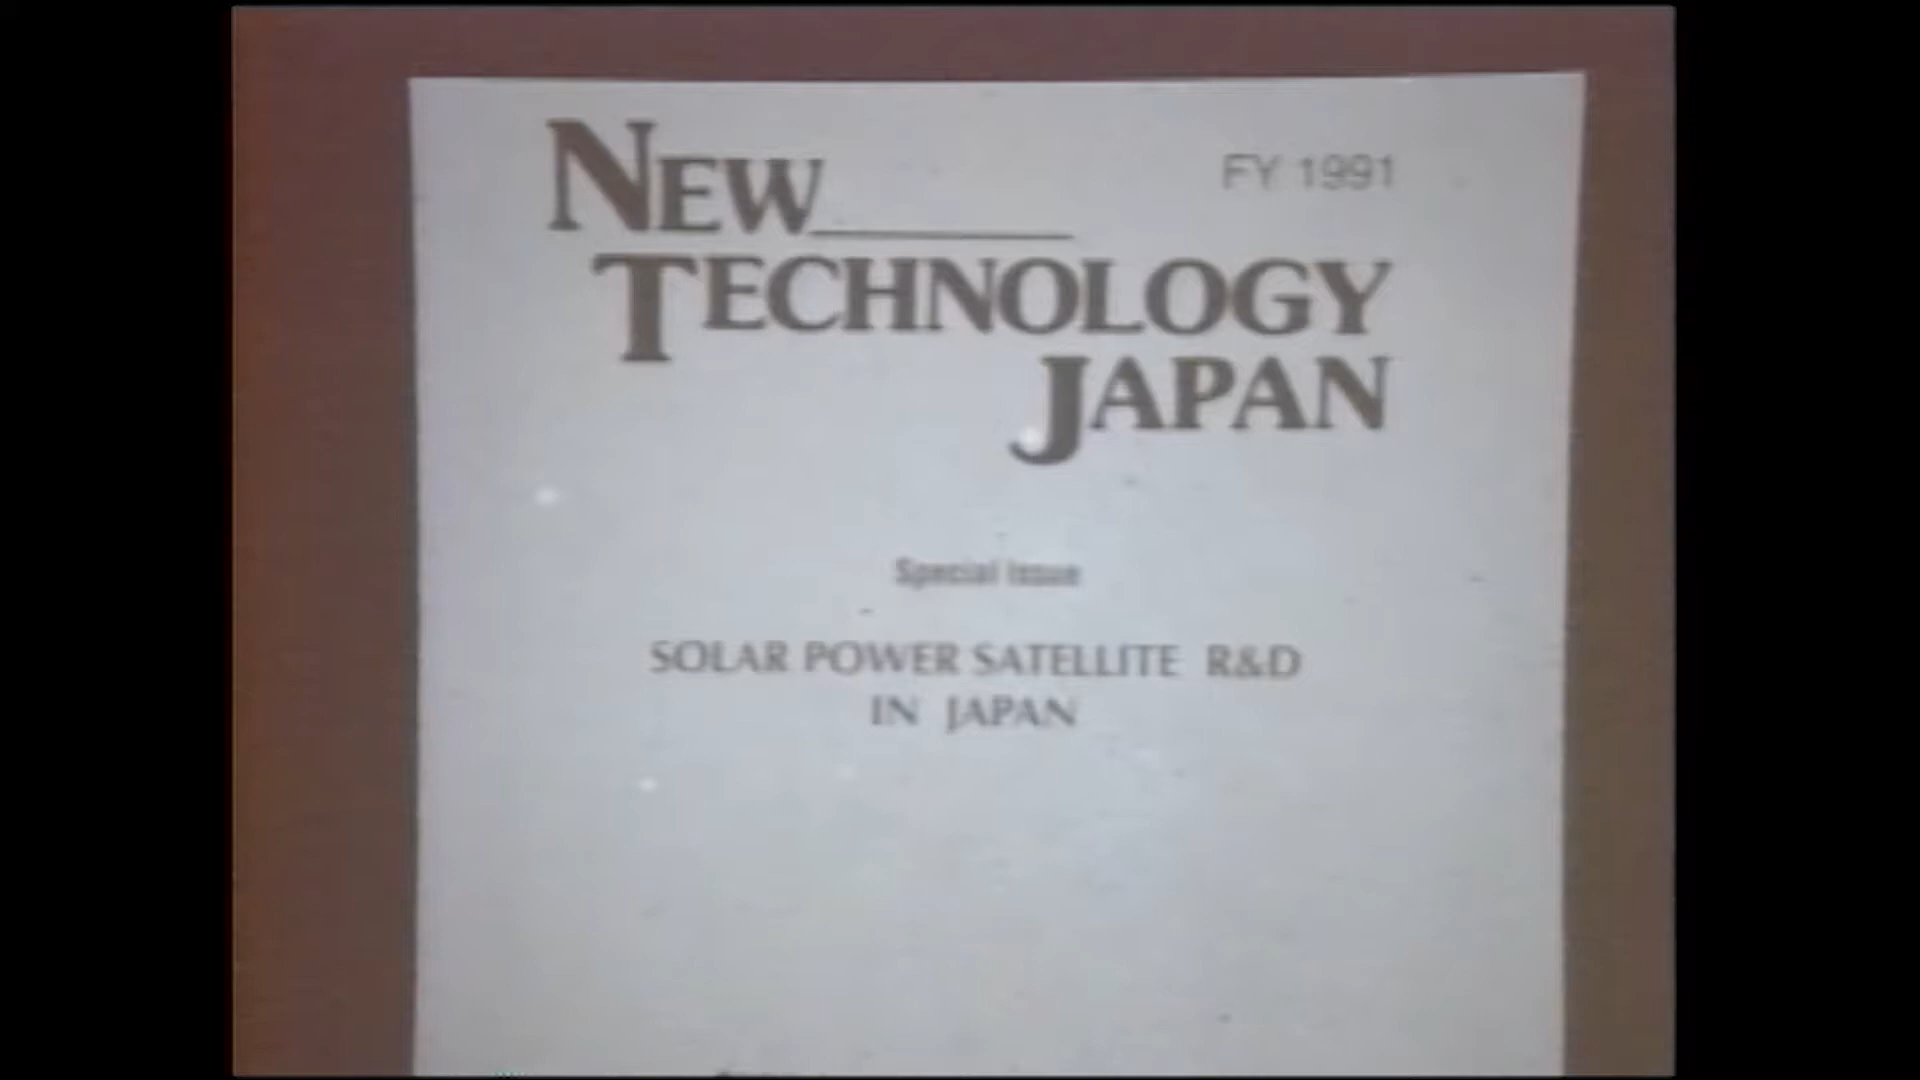 NEW
FY 1991
TECHNOLOGY
JAPAN
Special Issue
SOLAR POWER SATELLITE R&D
IN JAPAN